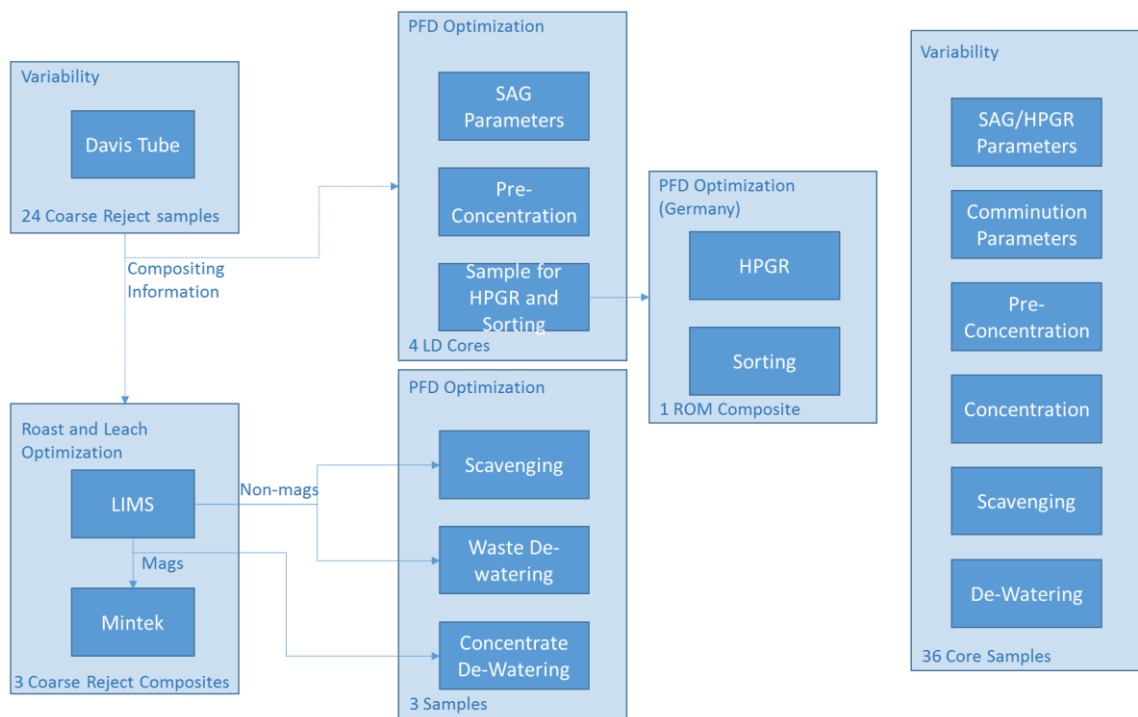 Variability
Davis Tube
24 Coarse Reject samples
Compositing
Information
Roast and Leach
Optimization
LIMS
Non-mags
Mags
Mintek
3 Coarse Reject Composites
PFD Optimization
SAG
Parameters
Pre-
Concentration
Sample for
HPGR and
Sorting
4 LD Cores
PFD Optimization
Scavenging
Waste De-
watering
Concentrate
De-Watering
3 Samples
PFD Optimization
(Germany)
HPGR
Sorting
1 ROM Composite
Variability
SAG/HPGR
Parameters
Comminution
Parameters
Pre-
Concentration
Concentration
Scavenging
De-Watering
36 Core Samples